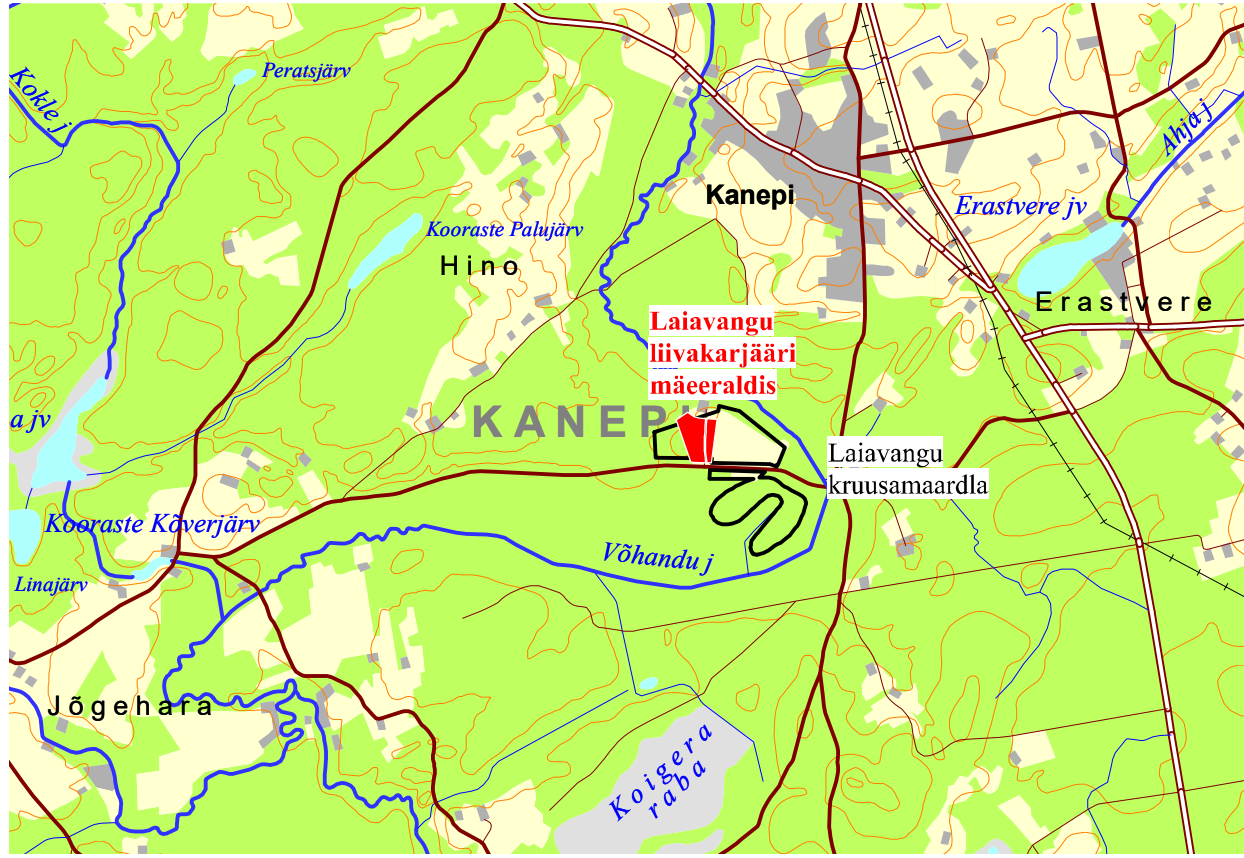 Peratsjärv
Kokle j
Ahja j
Kanepi
Erastvere jv
Kooraste Palujärv
Hino
Erastvere
Laiavangu
liivakarjääri
mäeeraldis
a jv
KANEP
Laiavangu
kruusamaardla
Kooraste Kõverjärv
Võhandu j
Linajärv
Jõgehara
Koigera
raba